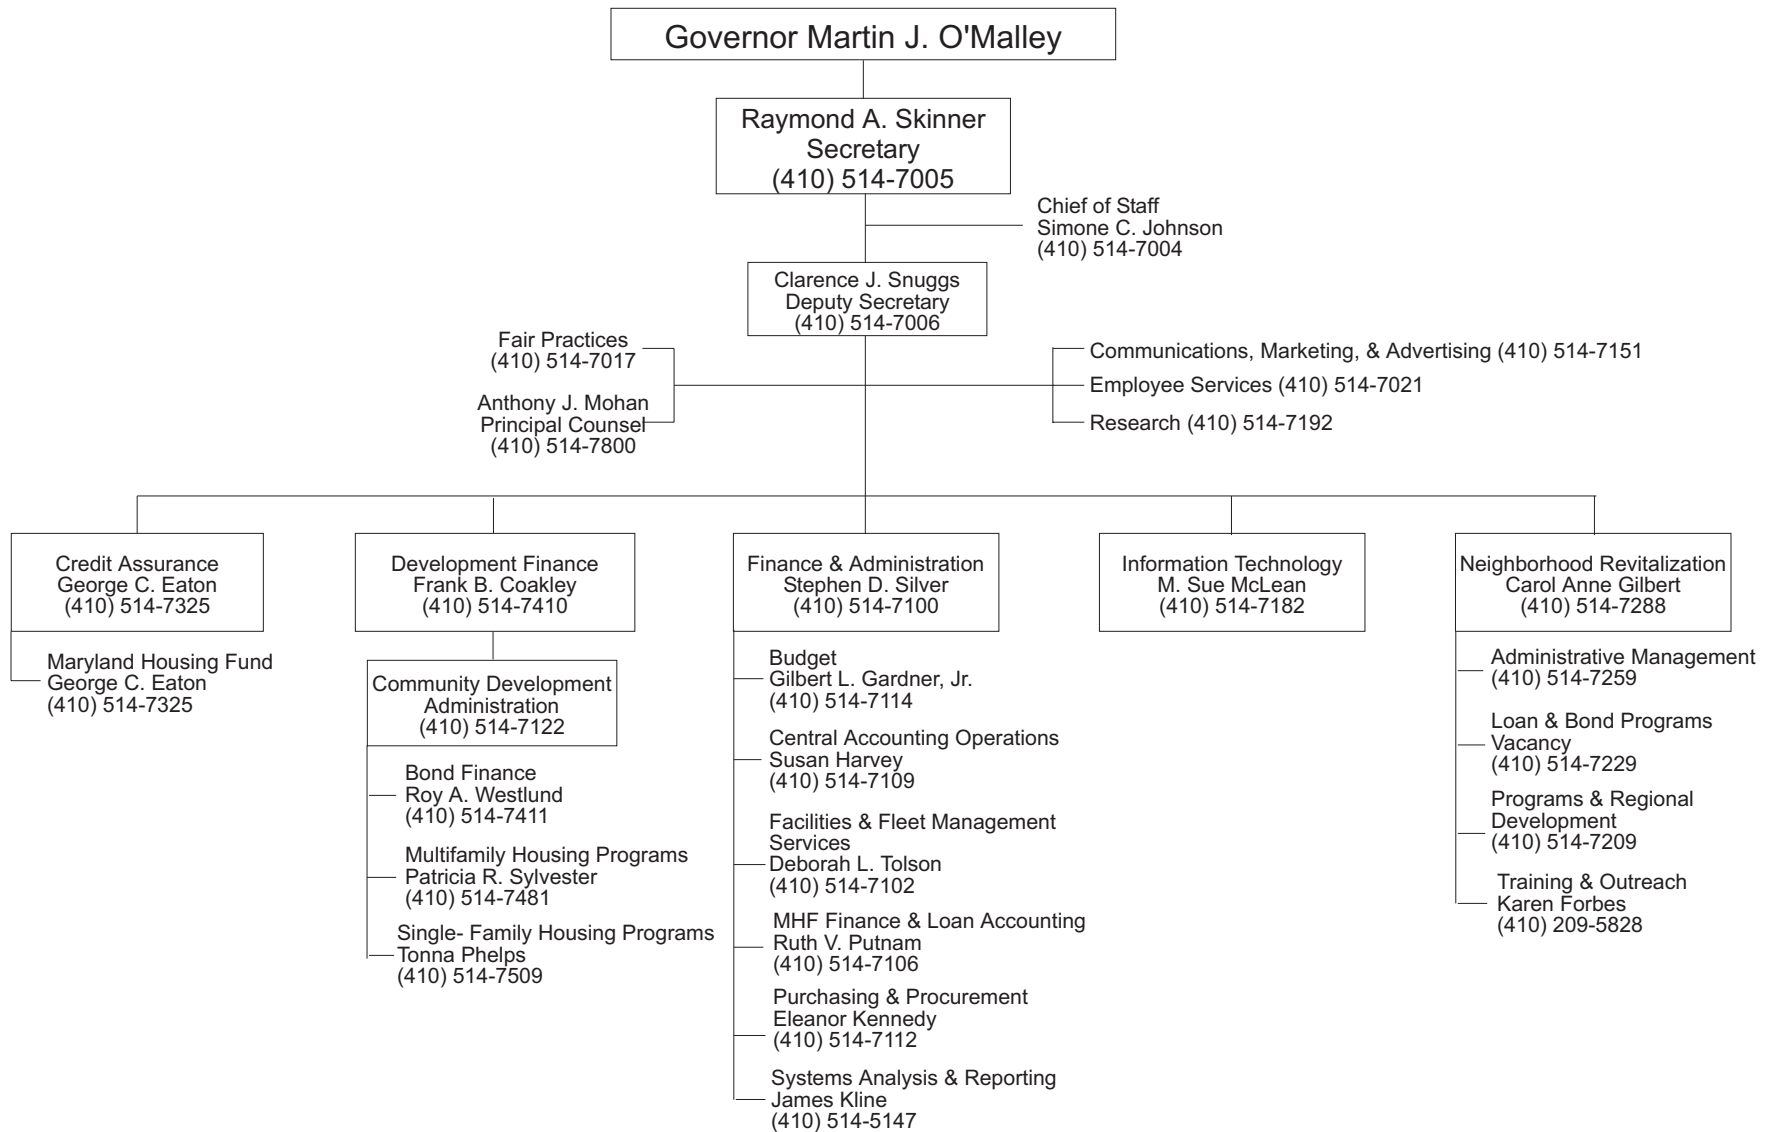 Governor Martin J. O'Malley
Raymond A. Skinner
Secretary
(410) 514-7005
Chief of Staff
Simone C. Johnson
(410) 514-7004
Clarence J. Snuggs
Deputy Secretary
(410) 514-7006
Fair Practices
(410) 514-7017
Anthony J. Mohan
Principal Counsel
(410) 514-7800
Communications, Marketing, & Advertising (410) 514-7151
Employee Services (410) 514-7021
Research (410) 514-7192
Credit Assurance
George C. Eaton
(410) 514-7325
Maryland Housing Fund
George C. Eaton
(410) 514-7325
Development Finance
Frank B. Coakley
(410) 514-7410
Community Development
Administration
(410) 514-7122
Bond Finance
Roy A. Westlund
(410) 514-7411
Multifamily Housing Programs
Patricia R. Sylvester
(410) 514-7481
Single- Family Housing Programs
Tonna Phelps
(410) 514-7509
Finance & Administration
Stephen D. Silver
(410) 514-7100
Budget
Gilbert L. Gardner, Jr.
(410) 514-7114
Central Accounting Operations
Susan Harvey
(410) 514-7109
Facilities & Fleet Management
Services
Deborah L. Tolson
(410) 514-7102
MHF Finance & Loan Accounting
Ruth V. Putnam
(410) 514-7106
Purchasing & Procurement
Eleanor Kennedy
(410) 514-7112
Systems Analysis & Reporting
James Kline
(410) 514-5147
Information Technology
M. Sue McLean
(410) 514-7182
Neighborhood Revitalization
Carol Anne Gilbert
(410) 514-7288
Administrative Management
(410) 514-7259
Loan & Bond Programs
Vacancy
(410) 514-7229
Programs & Regional
Development
(410) 514-7209
Training & Outreach
Karen Forbes
(410) 209-5828